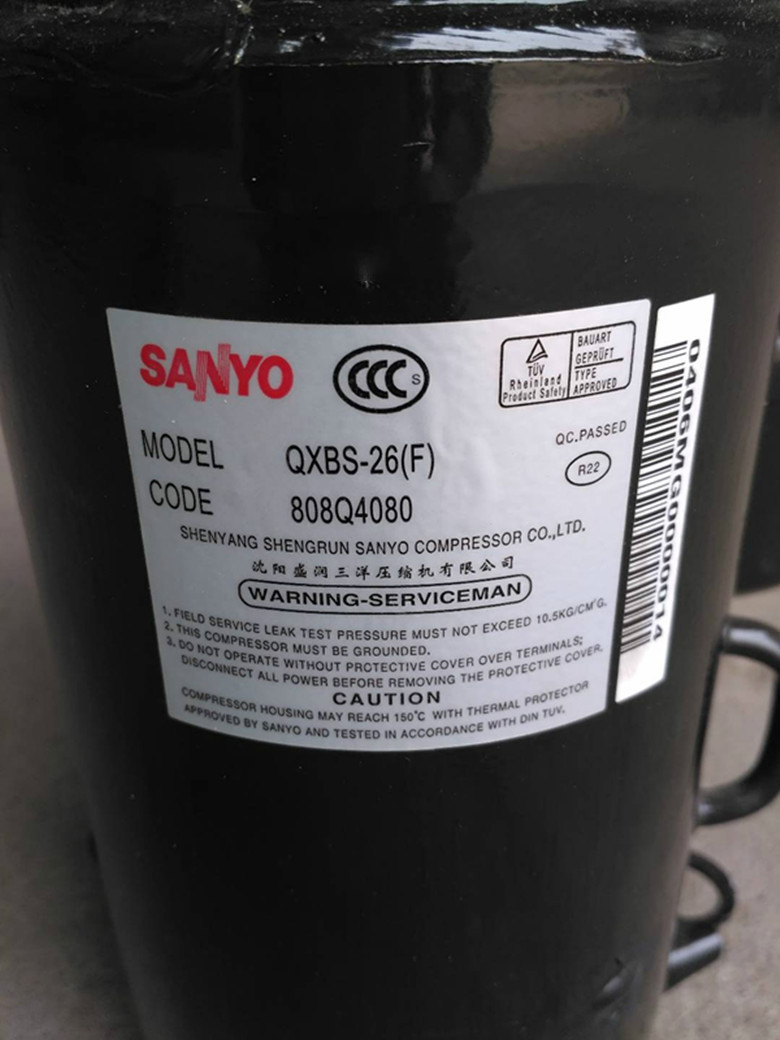 SANYO
CCC S
TÜV
Rheinland
Product Safety
BAUART
GEPRÜFT
TYPE
APPROVED
MODEL QXBS-26(F)
QC.PASSED
R22
CODE 808Q4080
SHENYANG SHENGRUN SANYO COMPRESSOR CO.,LTD.
沈阳盛润三洋压缩机有限公司
WARNING-SERVICEMAN
1. FIELD SERVICE LEAK TEST PRESSURE MUST NOT EXCEED 10.5KG/CM²G.
2. THIS COMPRESSOR MUST BE GROUNDED.
3. DO NOT OPERATE WITHOUT PROTECTIVE COVER OVER TERMINALS;
DISCONNECT ALL POWER BEFORE REMOVING THE PROTECTIVE COVER.
CAUTION
COMPRESSOR HOUSING MAY REACH 150℃ WITH THERMAL PROTECTOR
APPROVED BY SANYO AND TESTED IN ACCORDANCE WITH DIN TUV.
0406MG0000014